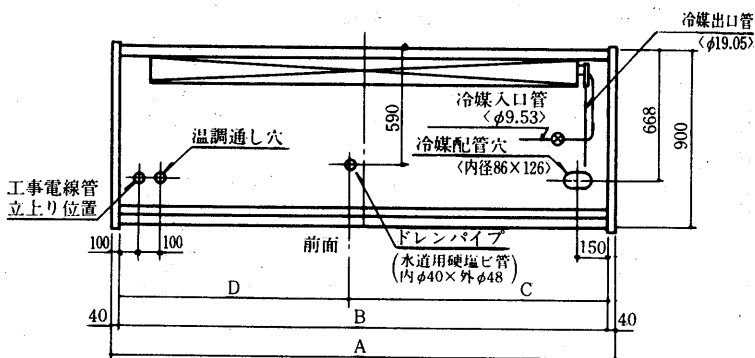 冷媒出口管
<φ19.05>
冷媒入口管
<φ9.53>
590
668
900
温調通し穴
冷媒配管穴
<内径86×126>
工事電線管
立上り位置
100
100
前面
ドレンパイプ
(水道用硬塩ビ管
内φ40×外φ48)
150
D
C
40
B
40
A